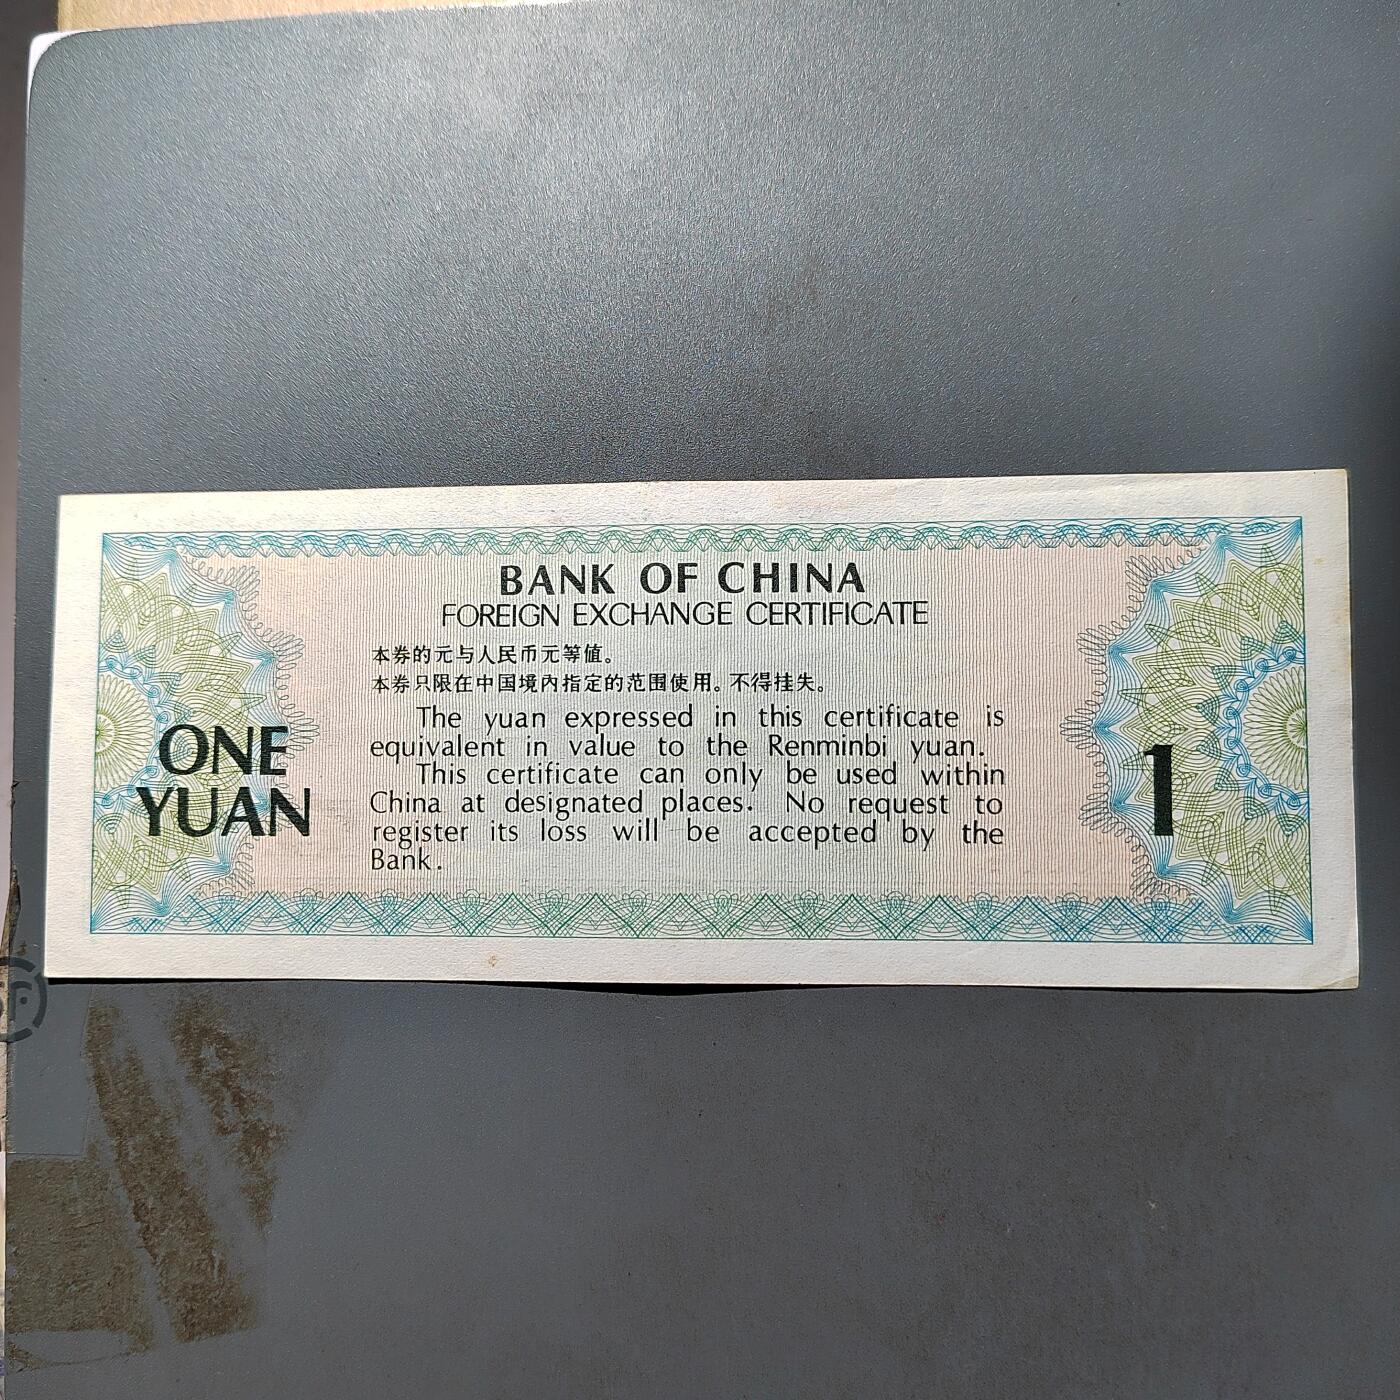 BANK OF CHINA
FOREIGN EXCHANGE CERTIFICATE
本券的元与人民币元等值。
本券只限在中国境内指定的范围使用。不得挂失。
The yuan expressed in this certificate is
equivalent in value to the Renminbi yuan.
This certificate can only be used within
China at designated places. No request to
register its loss will be accepted by the
Bank.
ONE
YUAN
1